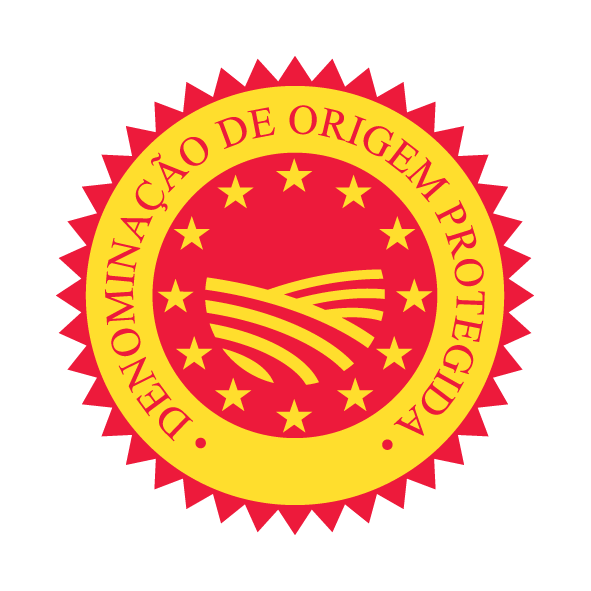 • DENOMINAÇÃO DE ORIGEM PROTEGIDA •